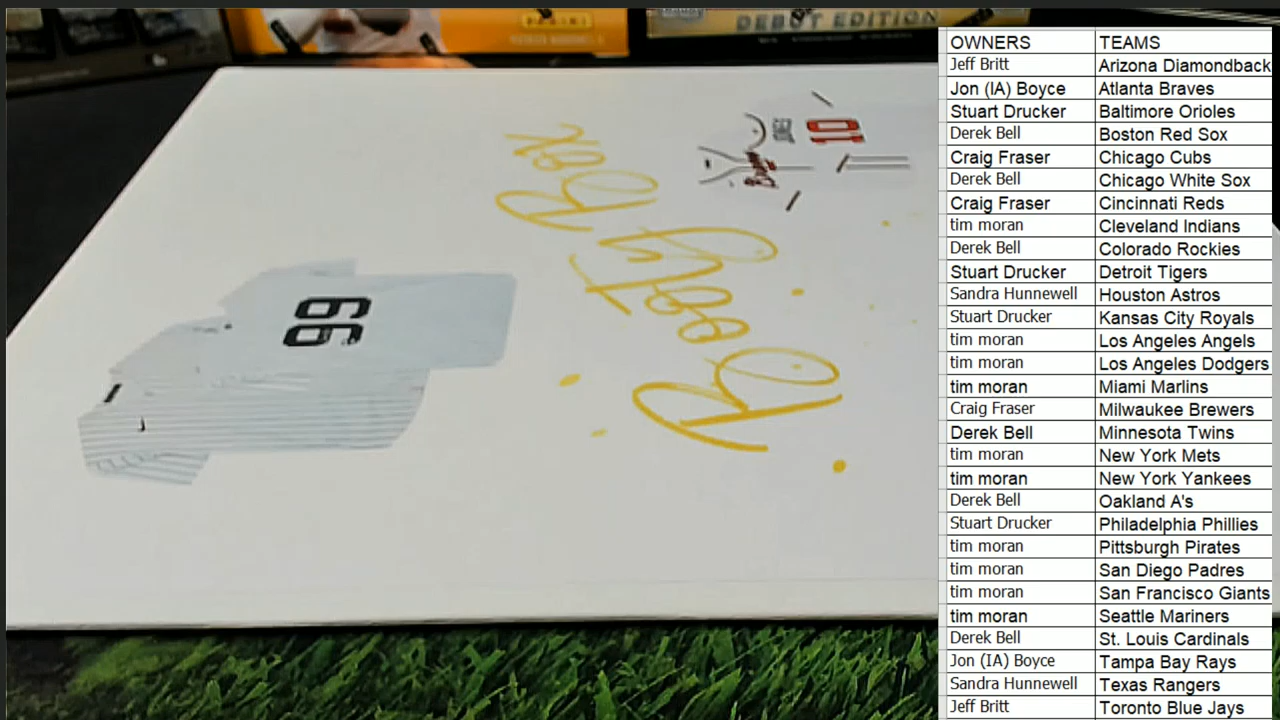 PANINI
DEBUT EDITION
Root By Rex
Braves
10
99
OWNERS TEAMS
Jeff Britt Arizona Diamondback
Jon (IA) Boyce Atlanta Braves
Stuart Drucker Baltimore Orioles
Derek Bell Boston Red Sox
Craig Fraser Chicago Cubs
Derek Bell Chicago White Sox
Craig Fraser Cincinnati Reds
tim moran Cleveland Indians
Derek Bell Colorado Rockies
Stuart Drucker Detroit Tigers
Sandra Hunnewell Houston Astros
Stuart Drucker Kansas City Royals
tim moran Los Angeles Angels
tim moran Los Angeles Dodgers
tim moran Miami Marlins
Craig Fraser Milwaukee Brewers
Derek Bell Minnesota Twins
tim moran New York Mets
tim moran New York Yankees
Derek Bell Oakland A's
Stuart Drucker Philadelphia Phillies
tim moran Pittsburgh Pirates
tim moran San Diego Padres
tim moran San Francisco Giants
tim moran Seattle Mariners
Derek Bell St. Louis Cardinals
Jon (IA) Boyce Tampa Bay Rays
Sandra Hunnewell Texas Rangers
Jeff Britt Toronto Blue Jays